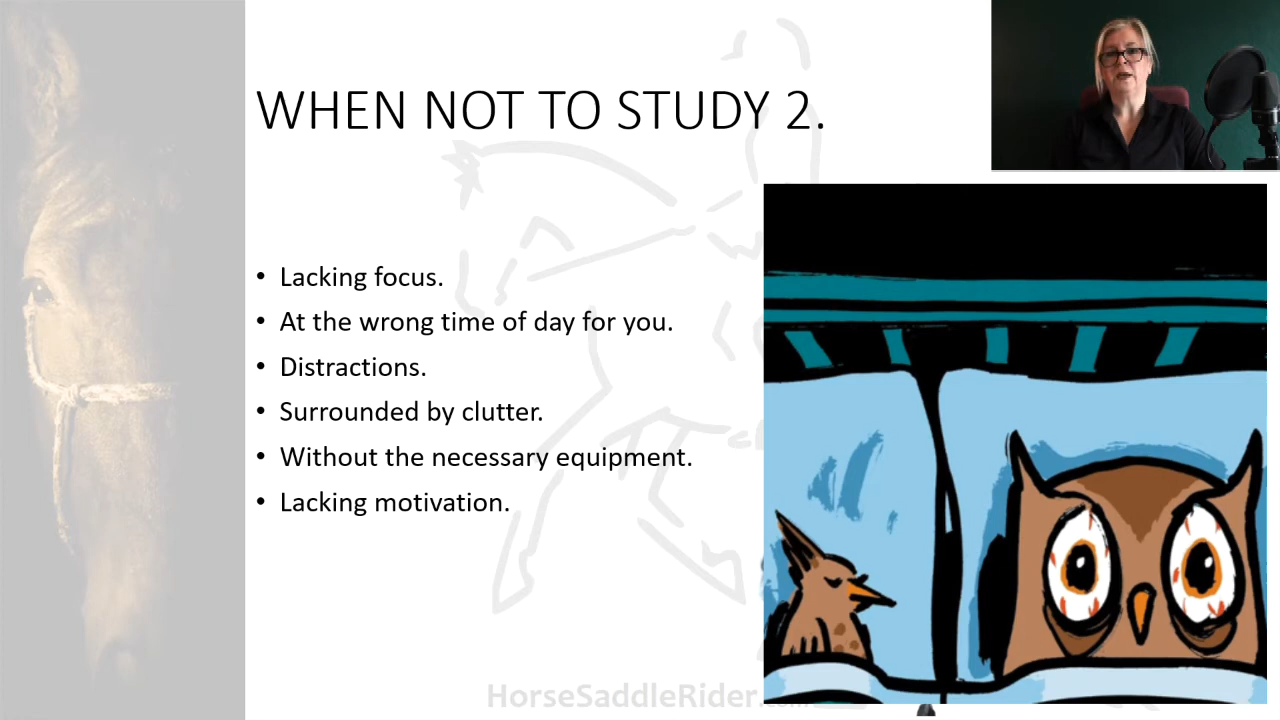 WHEN NOT TO STUDY 2.
• Lacking focus.
• At the wrong time of day for you.
• Distractions.
• Surrounded by clutter.
• Without the necessary equipment.
• Lacking motivation.
HorseSaddleRider.com